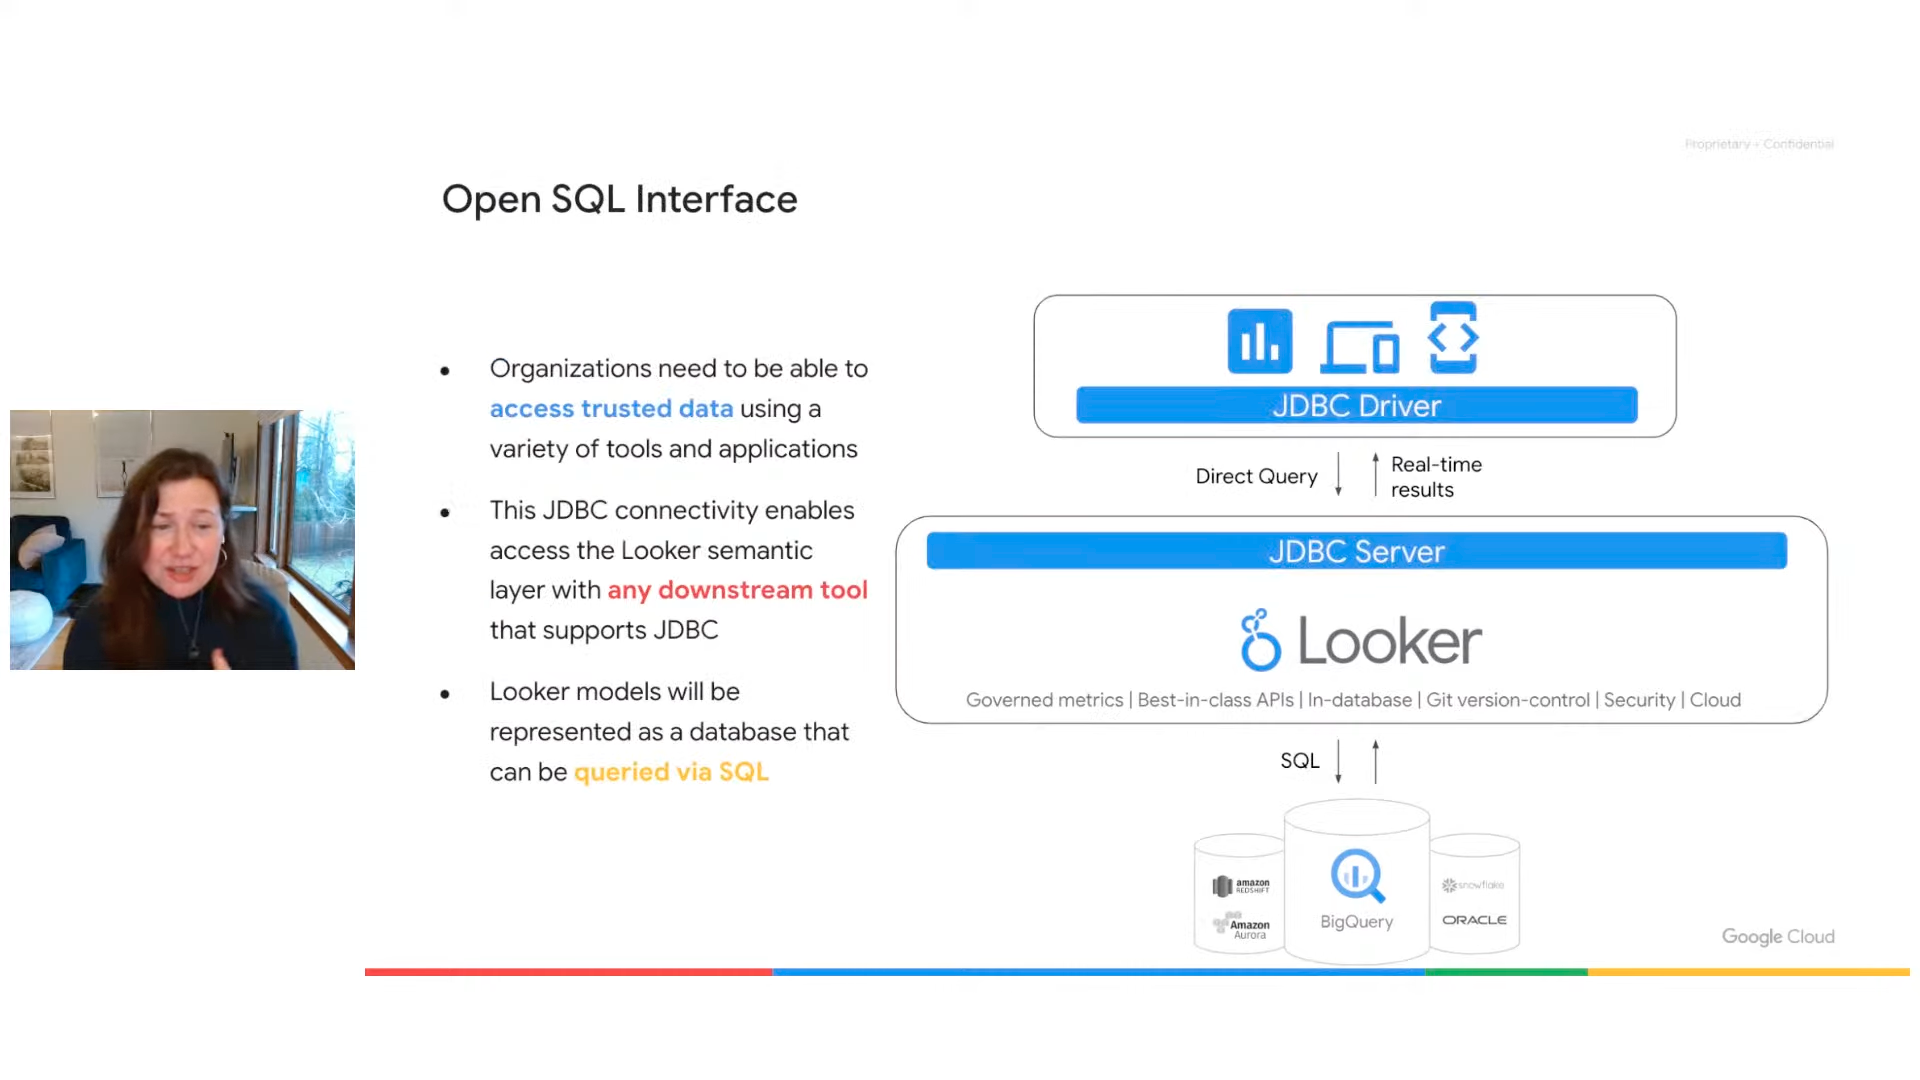 Proprietary + Confidential
Open SQL Interface
Organizations need to be able to
access trusted data using a
variety of tools and applications
This JDBC connectivity enables
access the Looker semantic
layer with any downstream tool
that supports JDBC
Looker models will be
represented as a database that
can be queried via SQL
JDBC Driver
Direct Query
Real-time
results
JDBC Server
Looker
Governed metrics | Best-in-class APIs | In-database | Git version-control | Security | Cloud
SQL
amazon
REDSHIFT
Amazon
Aurora
BigQuery
snowflake
ORACLE
Google Cloud